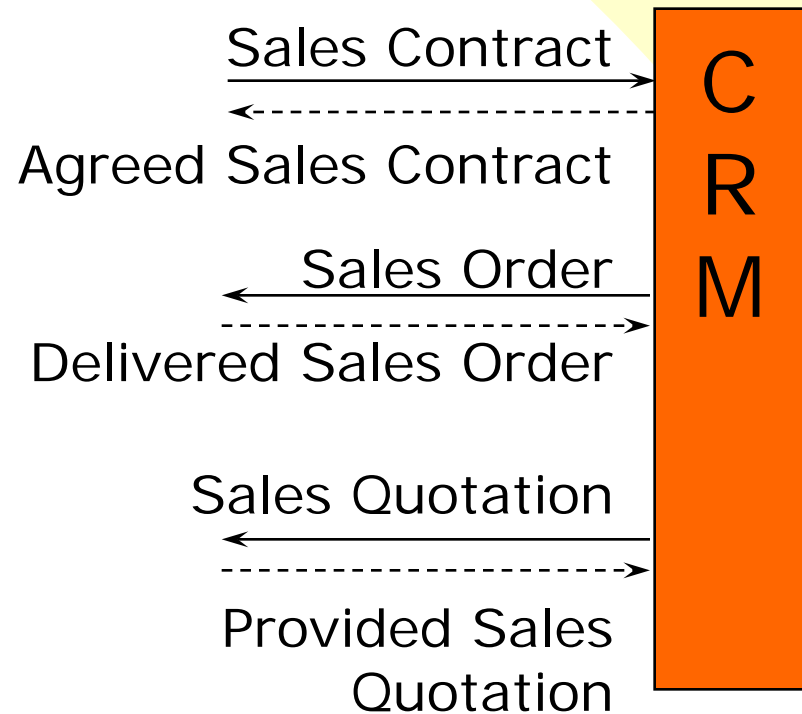 Sales Contract
Agreed Sales Contract
Sales Order
Delivered Sales Order
Sales Quotation
Provided Sales
Quotation
C
R
M